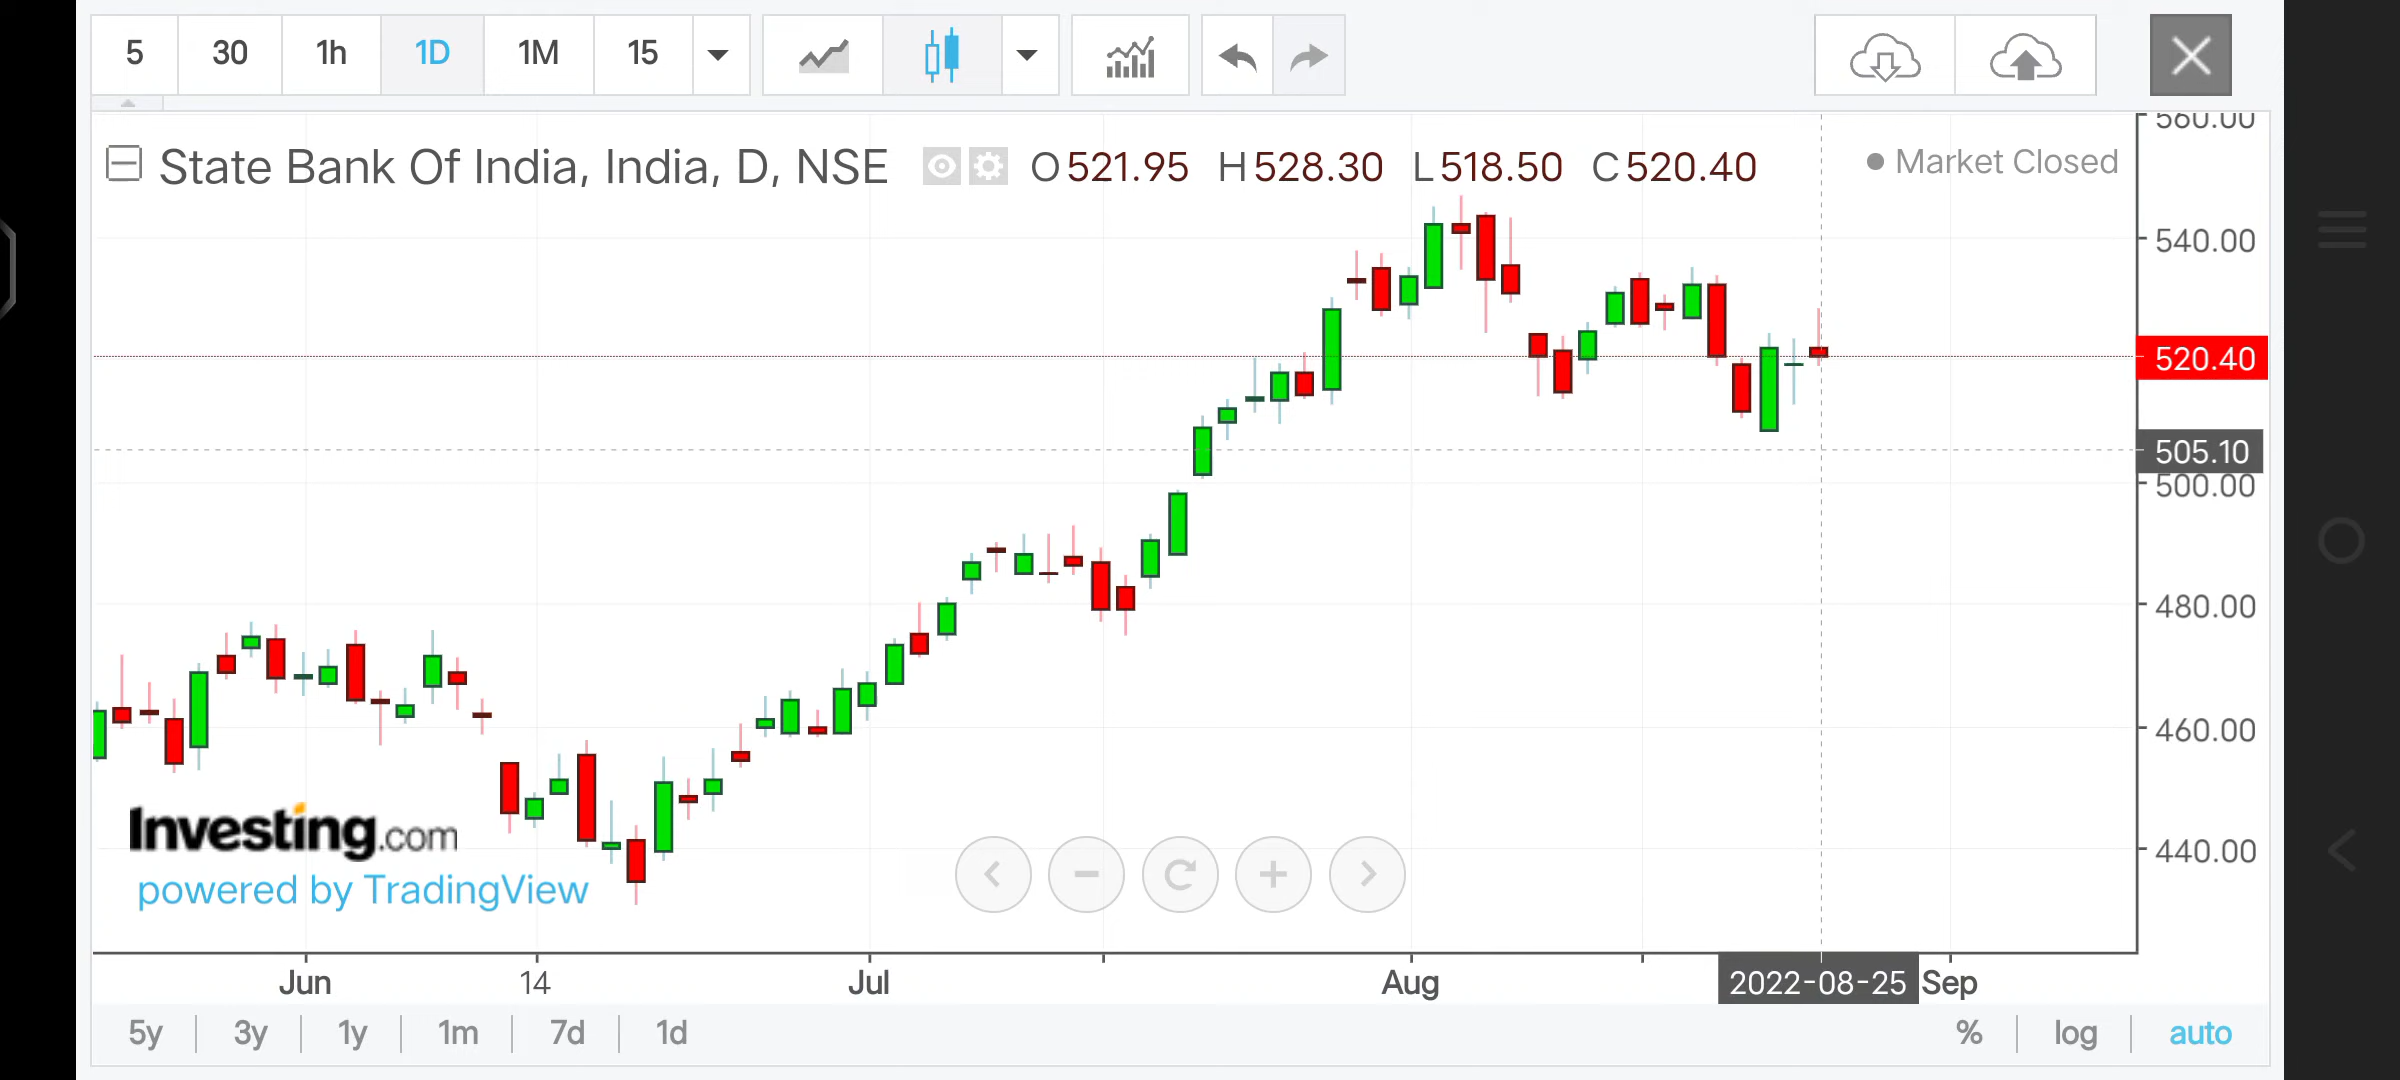 5 30 1h 1D 1M 15
560.00
State Bank Of India, India, D, NSE O521.95 H528.30 L518.50 C520.40 Market Closed
540.00
520.40
505.10
500.00
480.00
460.00
440.00
Investing.com
powered by TradingView
Jun 14 Jul Aug 2022-08-25 Sep
5y 3y 1y 1m 7d 1d % log auto